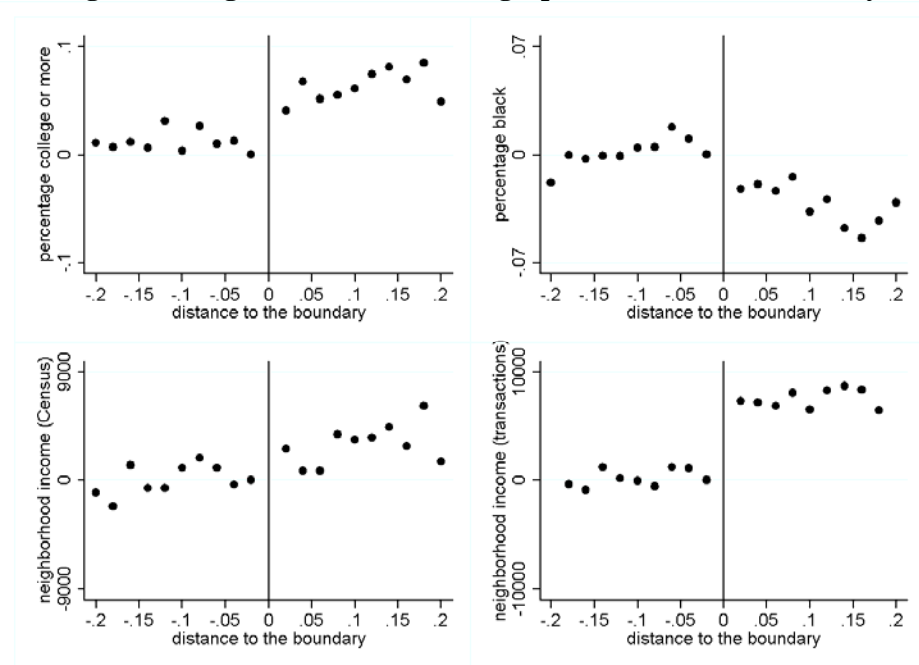 percentage college or more
.1
0
-.1
-.2 -.15 -.1 -.05 0 .05 .1 .15 .2
distance to the boundary
percentage black
.07
0
-.07
-.2 -.15 -.1 -.05 0 .05 .1 .15 .2
distance to the boundary
neighborhood income (Census)
9000
0
-9000
-.2 -.15 -.1 -.05 0 .05 .1 .15 .2
distance to the boundary
neighborhood income (transactions)
10000
0
-10000
-.2 -.15 -.1 -.05 0 .05 .1 .15 .2
distance to the boundary